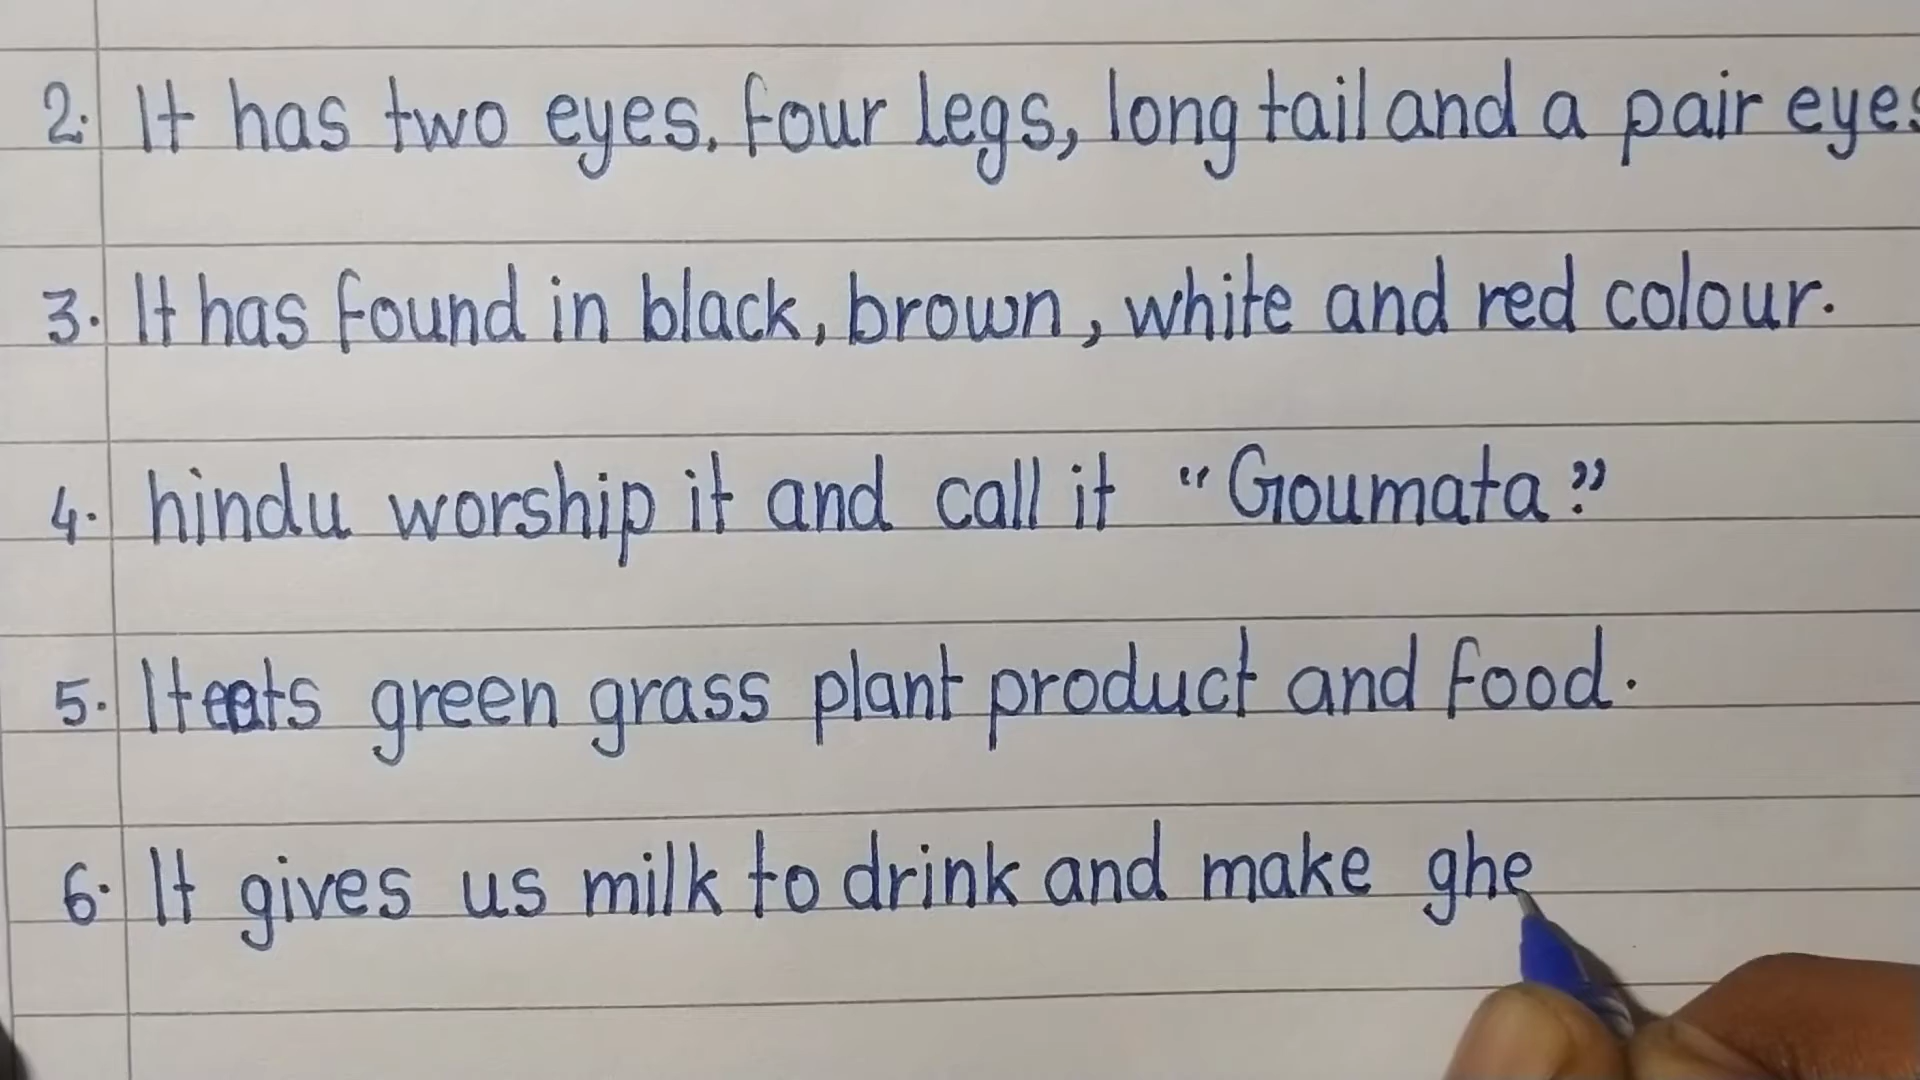 2. It has two eyes, four legs, long tail and a pair eyes
3. It has found in black, brown, white and red colour.
4. hindu worship it and call it "Goumata."
5. It eats green grass plant product and food.
6. It gives us milk to drink and make ghe